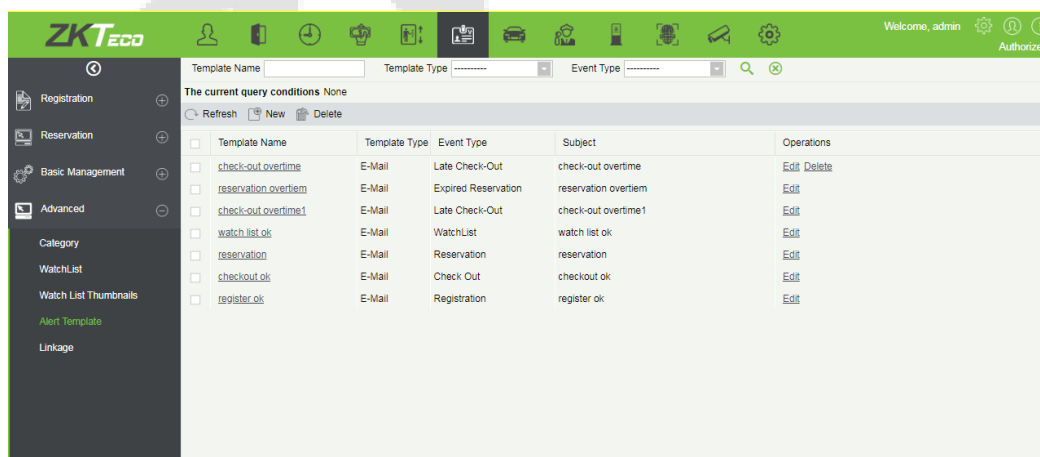 ZKTECO
Welcome, admin
Authorize
Template Name Template Type ---------- Event Type ----------
The current query conditions None
Refresh New Delete
Registration
Reservation
Basic Management
Advanced
Category
WatchList
Watch List Thumbnails
Alert Template
Linkage
Template Name Template Type Event Type Subject Operations
check-out overtime E-Mail Late Check-Out check-out overtime Edit Delete
reservation overtiem E-Mail Expired Reservation reservation overtiem Edit
check-out overtime1 E-Mail Late Check-Out check-out overtime1 Edit
watch list ok E-Mail WatchList watch list ok Edit
reservation E-Mail Reservation reservation Edit
checkout ok E-Mail Check Out checkout ok Edit
register ok E-Mail Registration register ok Edit